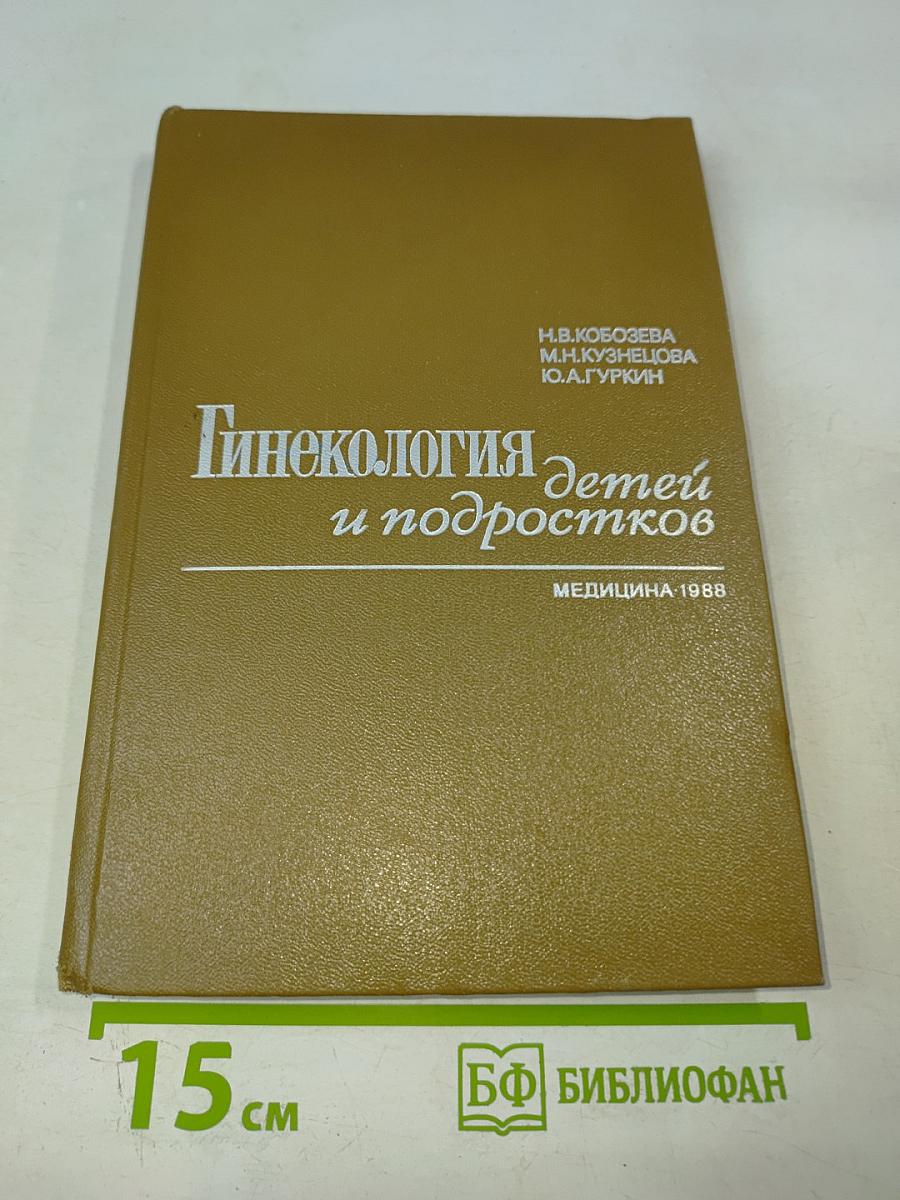 Н.В.КОБОЗЕВА
М.Н.КУЗНЕЦОВА
Ю.А.ГУРКИН
Гинекология
детей
и подростков
МЕДИЦИНА·1988
15 см
БФ БИБЛИОФАН